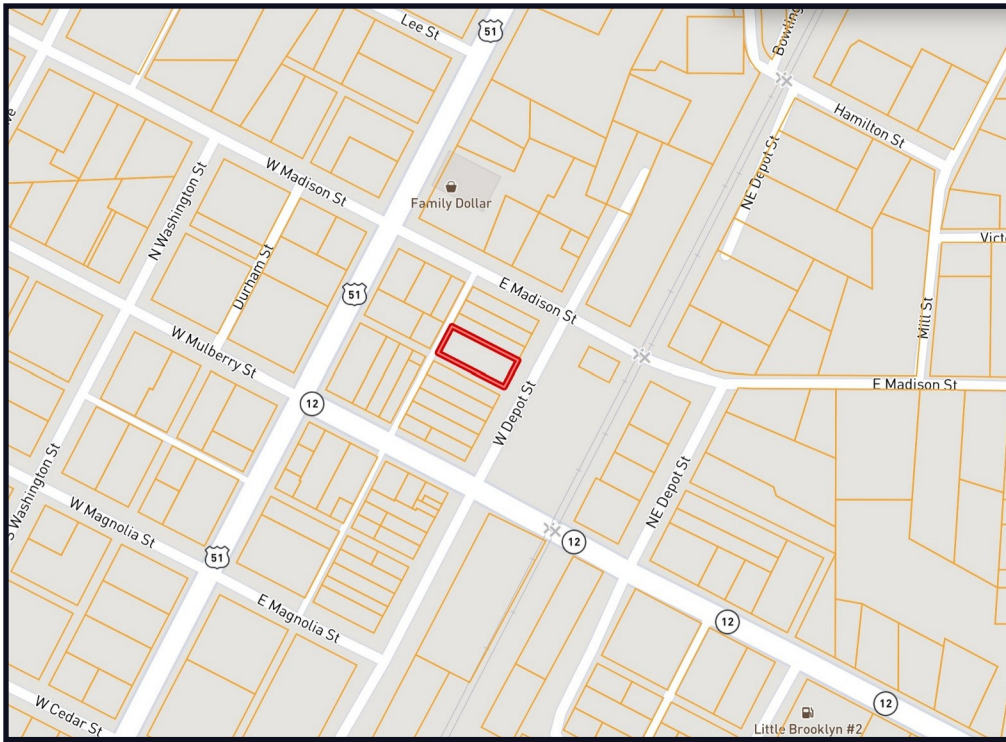 Lee St
51
Bowling
Hamilton St
NE Depot St
W Madison St
N Washington St
Family Dollar
Durham St
51
E Madison St
Mill St
W Mulberry St
12
W Depot St
E Madison St
S Washington St
NE Depot St
W Magnolia St
51
12
E Magnolia St
12
12
W Cedar St
Little Brooklyn #2